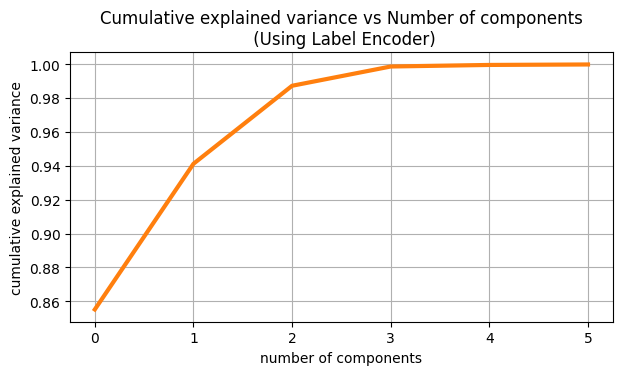 Cumulative explained variance vs Number of components
(Using Label Encoder)
1.00
0.98
0.96
0.94
0.92
0.90
0.88
0.86
cumulative explained variance
0 1 2 3 4 5
number of components